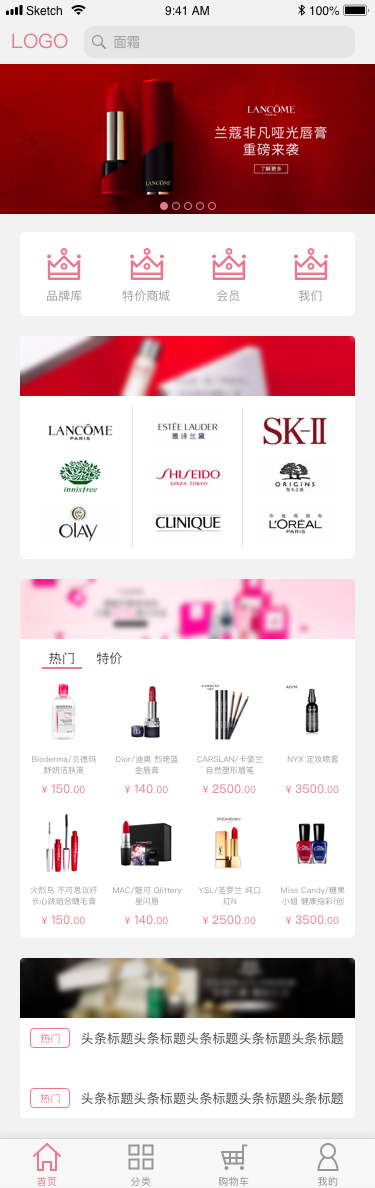 Sketch 9:41 AM 100%
LOGO 面霜
LANCÔME
PARIS
兰蔻非凡哑光唇膏
重磅来袭
了解更多
品牌库 特价商城 会员 我们
LANCÔME
PARIS
ESTĒE LAUDER
雅诗兰黛
SK-II
innisfree
SHISEIDO
GINZA TOKYO
ORIGINS
悦木之源
Olay
CLINIQUE
L'ORÉAL
PARIS
热门 特价
Bioderma/贝德玛
舒妍洁肤液
¥ 150.00
Dior/迪奥 烈艳蓝
金唇膏
¥ 140.00
CARSLAN
CARSLAN/卡姿兰
自然塑形眉笔
¥ 2500.00
NYX
NYX 定妆喷雾
¥ 3500.00
火烈鸟 不可思议纤
长心跳组合睫毛膏
¥ 150.00
MAC/魅可 Glittery
星闪唇
¥ 140.00
YVESSAINTLAURENT
YSL/圣罗兰 纯口
红N
¥ 2500.00
Miss Candy/糖果
小姐 健康指彩(创
¥ 3500.00
热门 头条标题头条标题头条标题头条标题头条标题
热门 头条标题头条标题头条标题头条标题头条标题
首页 分类 购物车 我的